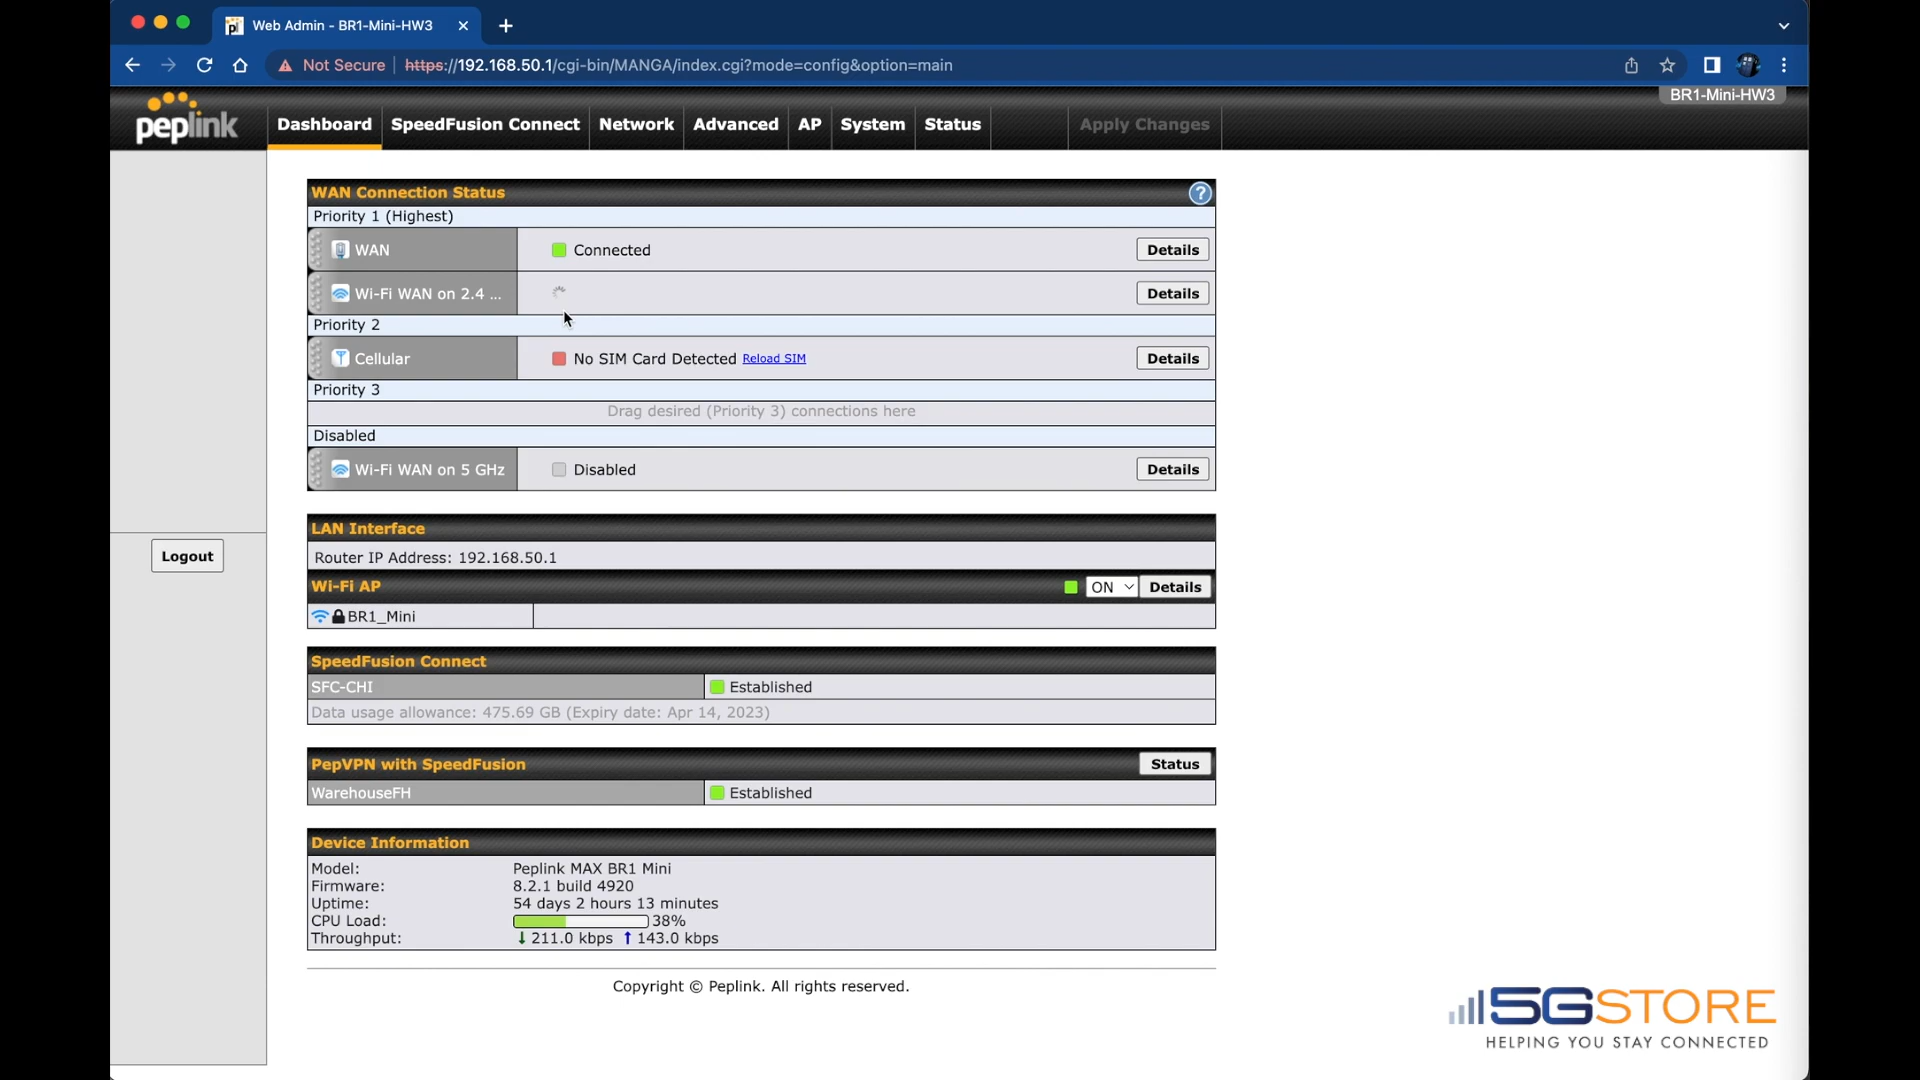 Web Admin - BR1-Mini-HW3
Not Secure https://192.168.50.1/cgi-bin/MANGA/index.cgi?mode=config&option=main
BR1-Mini-HW3
peplink Dashboard SpeedFusion Connect Network Advanced AP System Status Apply Changes
WAN Connection Status ?
Priority 1 (Highest)
WAN Connected Details
Wi-Fi WAN on 2.4 ... Details
Priority 2
Cellular No SIM Card Detected Reload SIM Details
Priority 3
Drag desired (Priority 3) connections here
Disabled
Wi-Fi WAN on 5 GHz Disabled Details
LAN Interface
Logout
Router IP Address: 192.168.50.1
Wi-Fi AP ON Details
BR1_Mini
SpeedFusion Connect
SFC-CHI Established
Data usage allowance: 475.69 GB (Expiry date: Apr 14, 2023)
PepVPN with SpeedFusion Status
WarehouseFH Established
Device Information
Model: Peplink MAX BR1 Mini
Firmware: 8.2.1 build 4920
Uptime: 54 days 2 hours 13 minutes
CPU Load: 38%
Throughput: ↓ 211.0 kbps ↑ 143.0 kbps
Copyright © Peplink. All rights reserved.
5GSTORE
HELPING YOU STAY CONNECTED